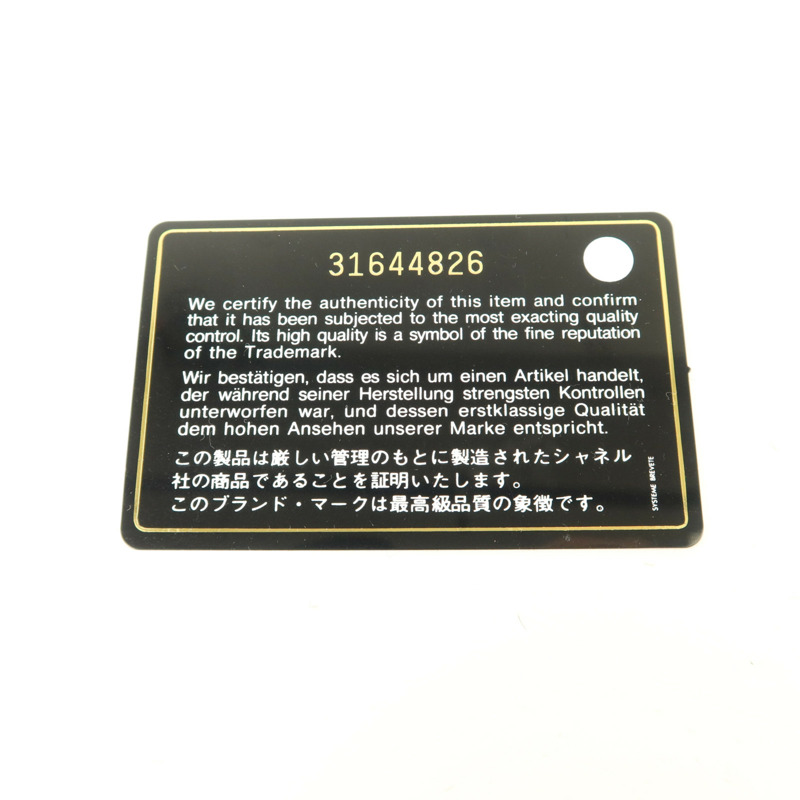 31644826
We certify the authenticity of this item and confirm
that it has been subjected to the most exacting quality
control. Its high quality is a symbol of the fine reputation
of the Trademark.
Wir bestätigen, dass es sich um einen Artikel handelt,
der während seiner Herstellung strengsten Kontrollen
unterworfen war, und dessen erstklassige Qualität
dem hohen Ansehen unserer Marke entspricht.
この製品は厳しい管理のもとに製造されたシャネル
社の商品であることを証明いたします。
このブランド・マークは最高級品質の象徴です。
SYSTEME BREVETE